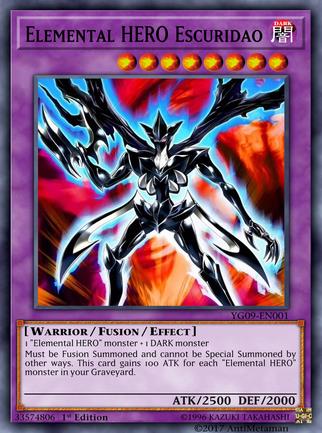 ELEMENTAL HERO ESCURIDAO
DARK
闇
YG09-EN001
[WARRIOR / FUSION / EFFECT]
1 "Elemental HERO" monster + 1 DARK monster
Must be Fusion Summoned and cannot be Special Summoned by
other ways. This card gains 100 ATK for each "Elemental HERO"
monster in your Graveyard.
ATK/2500 DEF/2000
33574806 1st Edition ©1996 KAZUKI TAKAHASHI
©2017 AntiMetaman